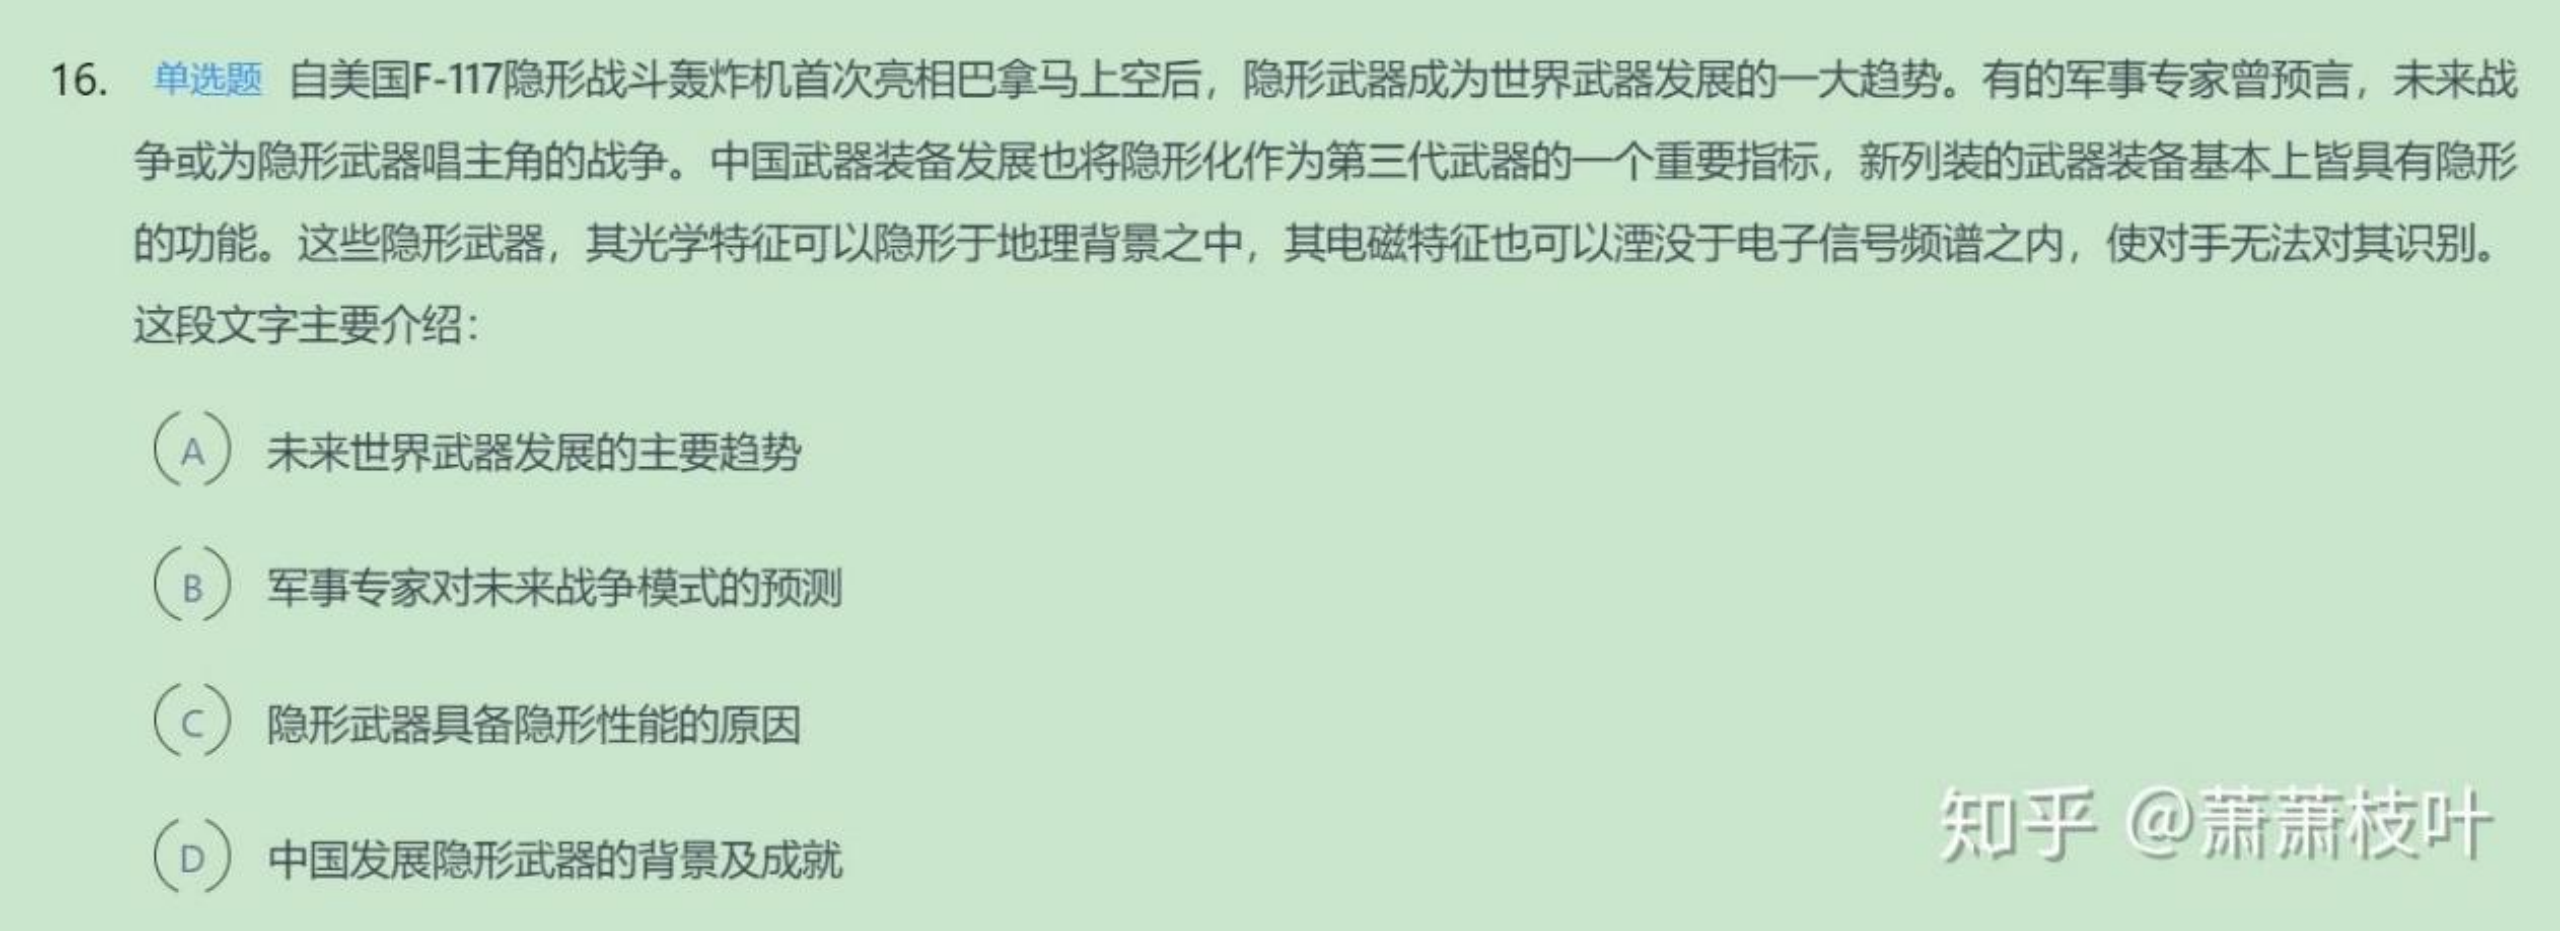 16. 单选题 自美国F-117隐形战斗轰炸机首次亮相巴拿马上空后，隐形武器成为世界武器发展的一大趋势。有的军事专家曾预言，未来战
争或为隐形武器唱主角的战争。中国武器装备发展也将隐形化作为第三代武器的一个重要指标，新列装的武器装备基本上皆具有隐形
的功能。这些隐形武器，其光学特征可以隐形于地理背景之中，其电磁特征也可以湮没于电子信号频谱之内，使对手无法对其识别。
这段文字主要介绍：
A 未来世界武器发展的主要趋势
B 军事专家对未来战争模式的预测
C 隐形武器具备隐形性能的原因
D 中国发展隐形武器的背景及成就
知乎 @萧萧枝叶